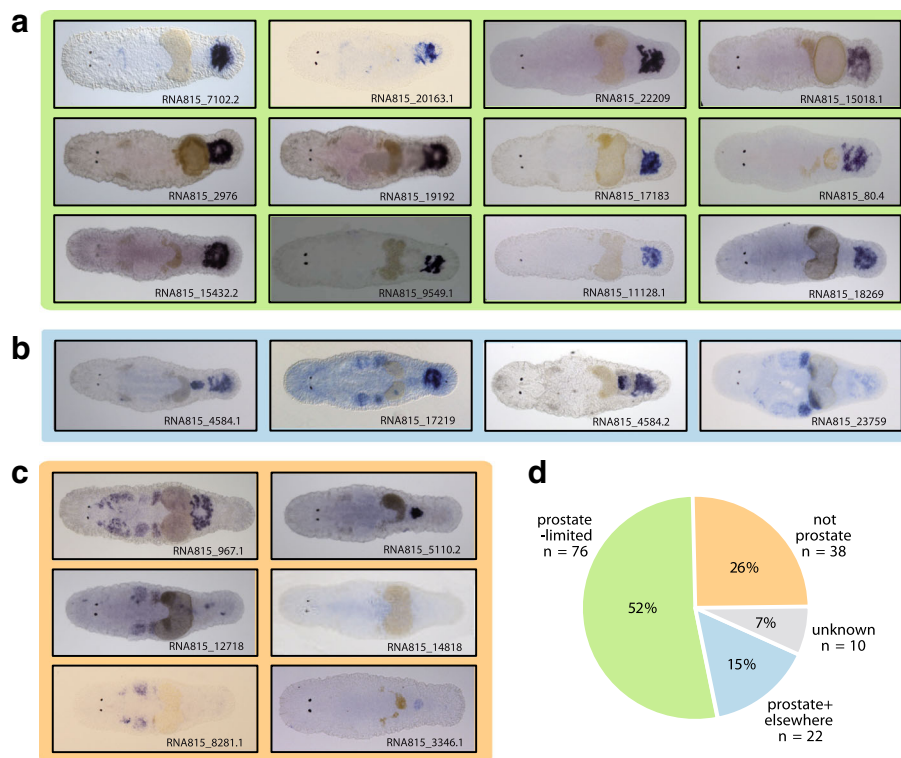 a
RNA815_7102.2
RNA815_20163.1
RNA815_22209
RNA815_15018.1
RNA815_2976
RNA815_19192
RNA815_17183
RNA815_80.4
RNA815_15432.2
RNA815_9549.1
RNA815_11128.1
RNA815_18269
b
RNA815_4584.1
RNA815_17219
RNA815_4584.2
RNA815_23759
c
RNA815_967.1
RNA815_5110.2
RNA815_12718
RNA815_14818
RNA815_8281.1
RNA815_3346.1
d
prostate
-limited
n = 76
52%
not
prostate
n = 38
26%
7%
unknown
n = 10
15%
prostate+
elsewhere
n = 22